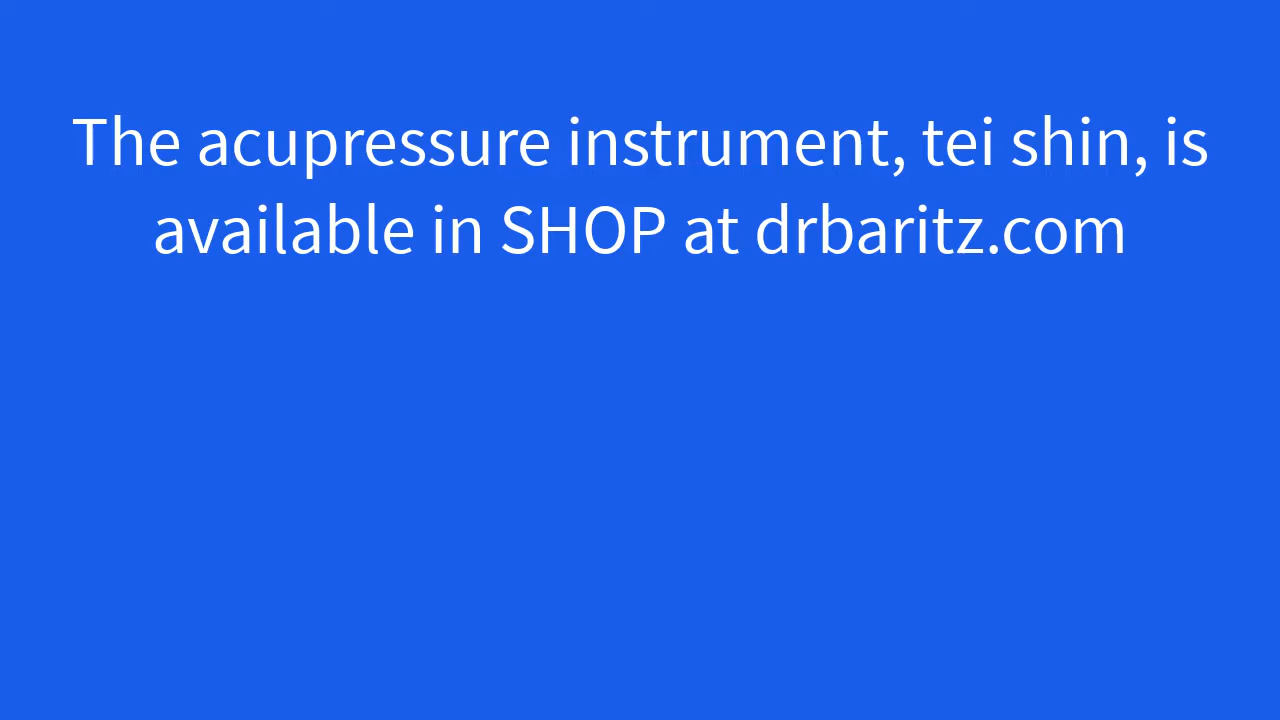 The acupressure instrument, tei shin, is
available in SHOP at drbaritz.com